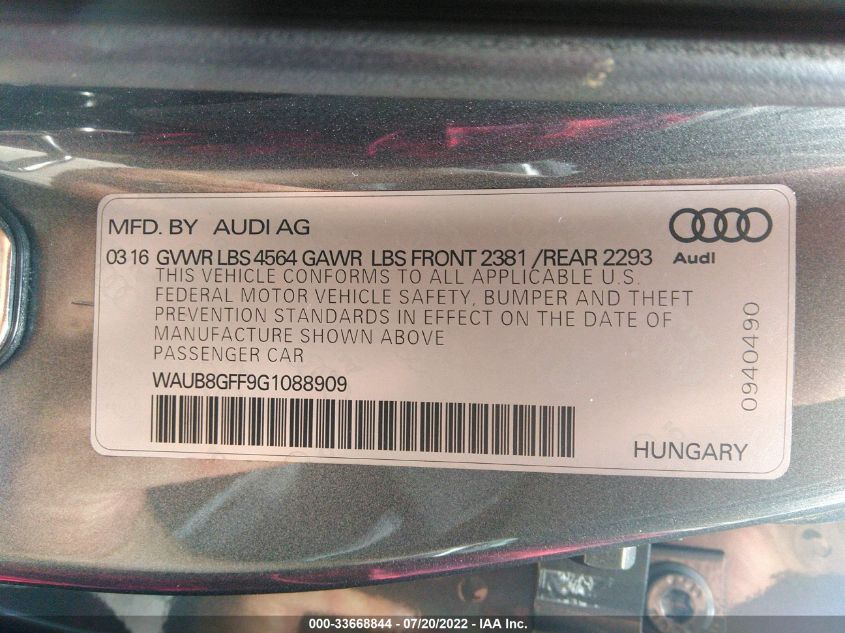 MFD. BY AUDI AG
Audi
03 16 GVWR LBS 4564 GAWR LBS FRONT 2381 /REAR 2293
THIS VEHICLE CONFORMS TO ALL APPLICABLE U.S.
FEDERAL MOTOR VEHICLE SAFETY, BUMPER AND THEFT
PREVENTION STANDARDS IN EFFECT ON THE DATE OF
MANUFACTURE SHOWN ABOVE
PASSENGER CAR
WAUB8GFF9G1088909
0940490
HUNGARY
000-33668844 / 07/20/2022 - IAA Inc.